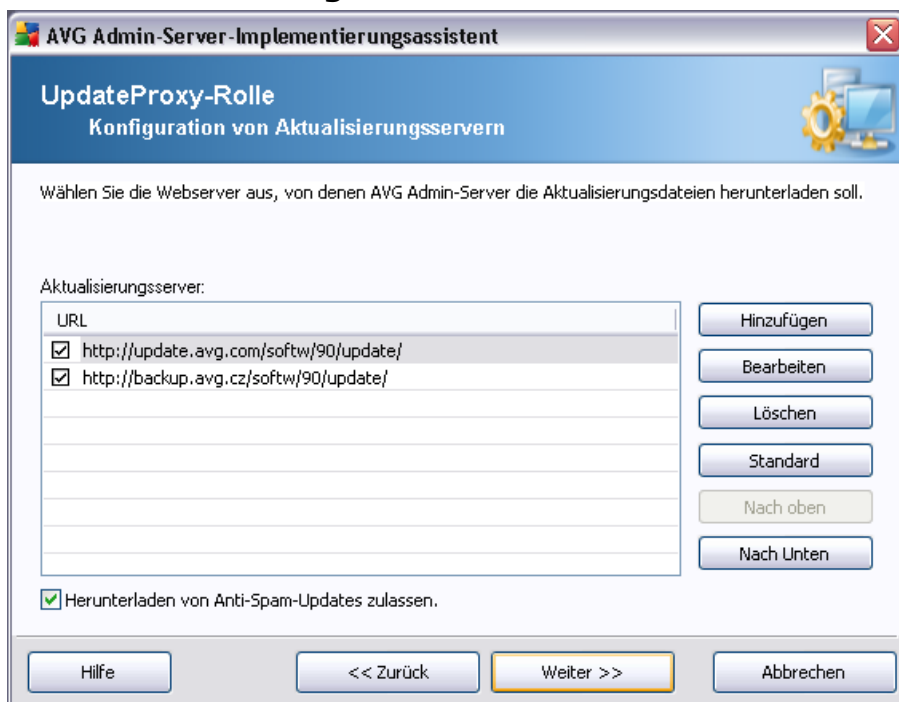 AVG Admin-Server-Implementierungsassistent
UpdateProxy-Rolle
Konfiguration von Aktualisierungsservern
Wählen Sie die Webserver aus, von denen AVG Admin-Server die Aktualisierungsdateien herunterladen soll.
Aktualisierungsserver:
URL
http://update.avg.com/softw/90/update/
http://backup.avg.cz/softw/90/update/
Hinzufügen
Bearbeiten
Löschen
Standard
Nach oben
Nach Unten
Herunterladen von Anti-Spam-Updates zulassen.
Hilfe
<< Zurück
Weiter >>
Abbrechen